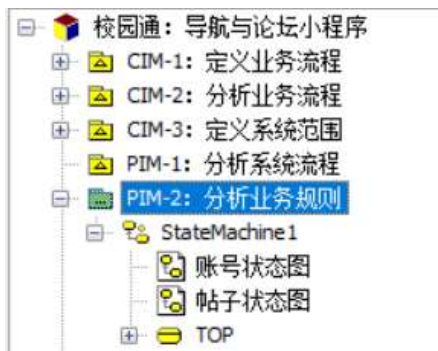 校园通：导航与论坛小程序
CIM-1：定义业务流程
CIM-2：分析业务流程
CIM-3：定义系统范围
PIM-1：分析系统流程
PIM-2：分析业务规则
StateMachine1
账号状态图
帖子状态图
TOP